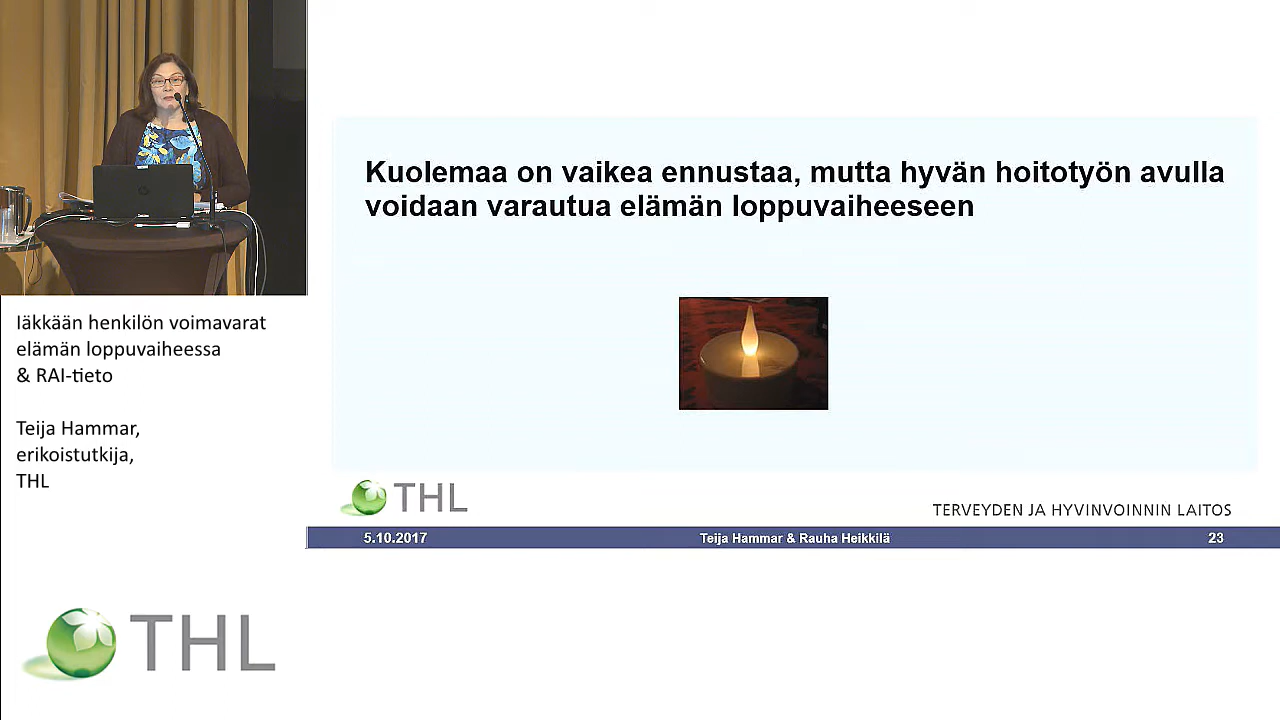 Kuolemaa on vaikea ennustaa, mutta hyvän hoitotyön avulla
voidaan varautua elämän loppuvaiheeseen
THL
TERVEYDEN JA HYVINVOINNIN LAITOS
5.10.2017
Teija Hammar & Rauha Heikkilä
23
Iäkkään henkilön voimavarat
elämän loppuvaiheessa
& RAI-tieto
Teija Hammar,
erikoistutkija,
THL
THL